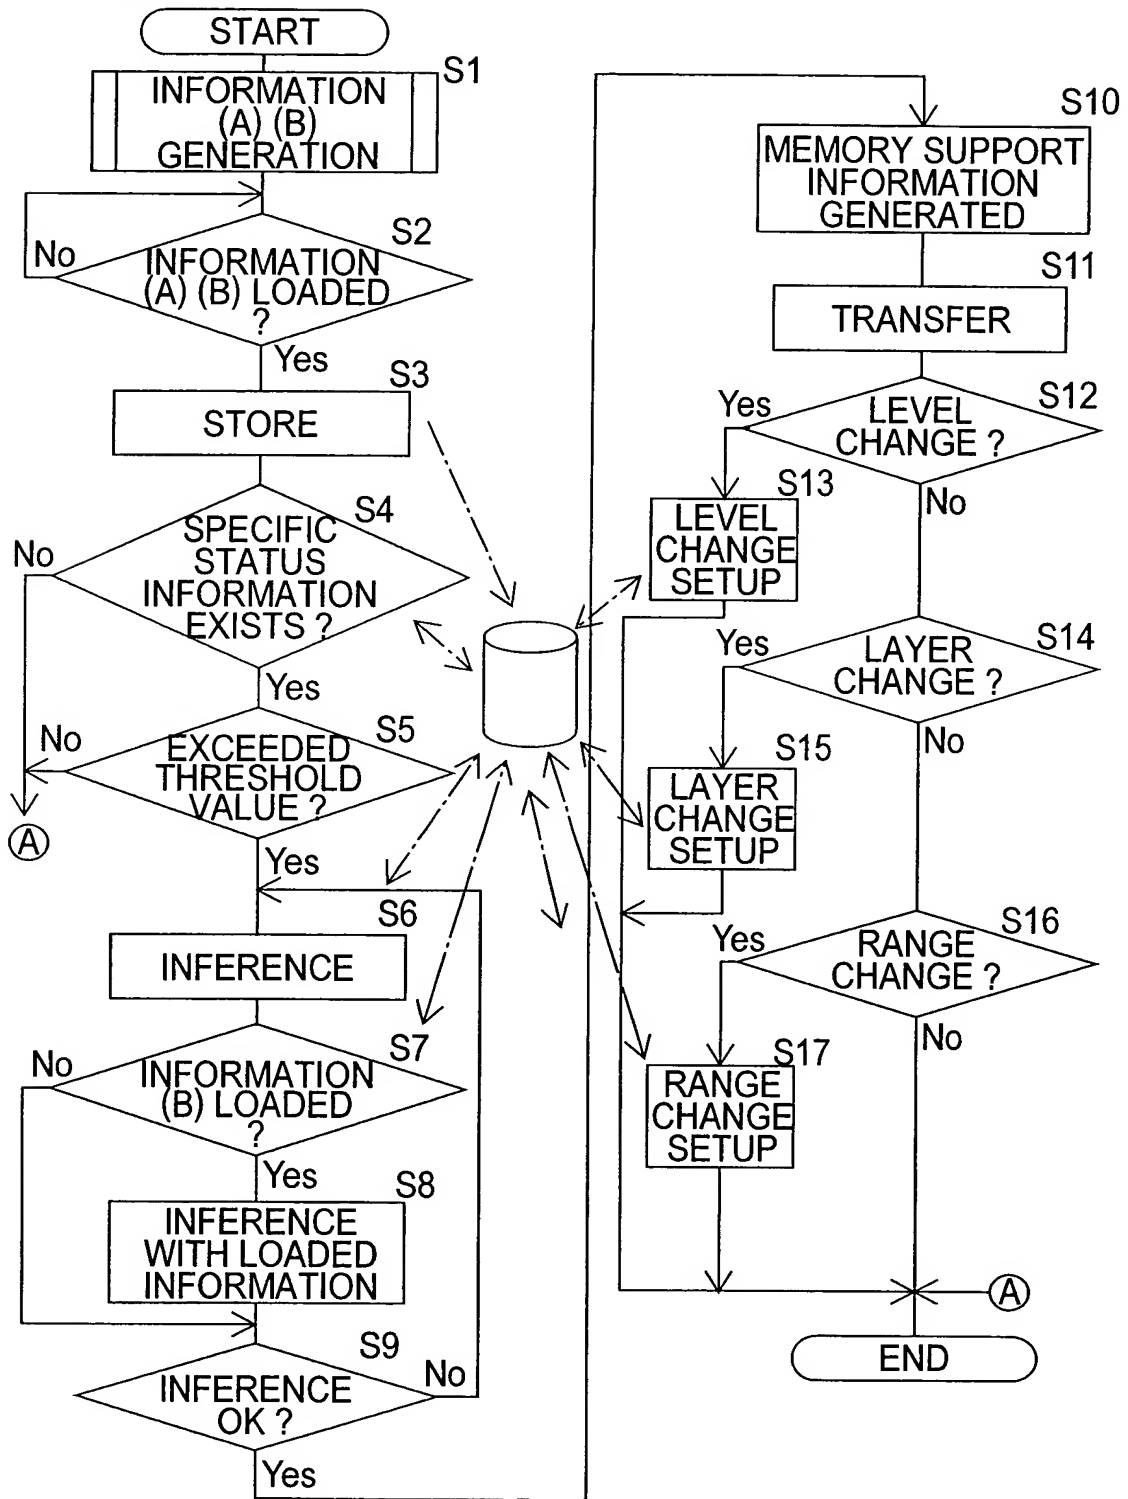 START
S1
INFORMATION
(A) (B)
GENERATION
S2
No
INFORMATION
(A) (B) LOADED
?
Yes
S3
STORE
S4
No
SPECIFIC
STATUS
INFORMATION
EXISTS ?
Yes
S5
No
EXCEEDED
THRESHOLD
VALUE ?
A
Yes
S6
INFERENCE
S7
No
INFORMATION
(B) LOADED
?
Yes
S8
INFERENCE
WITH LOADED
INFORMATION
S9
No
INFERENCE
OK ?
Yes
S10
MEMORY SUPPORT
INFORMATION
GENERATED
S11
TRANSFER
S12
Yes
LEVEL
CHANGE ?
No
S13
LEVEL
CHANGE
SETUP
S14
Yes
LAYER
CHANGE ?
No
S15
LAYER
CHANGE
SETUP
S16
Yes
RANGE
CHANGE ?
No
S17
RANGE
CHANGE
SETUP
A
END